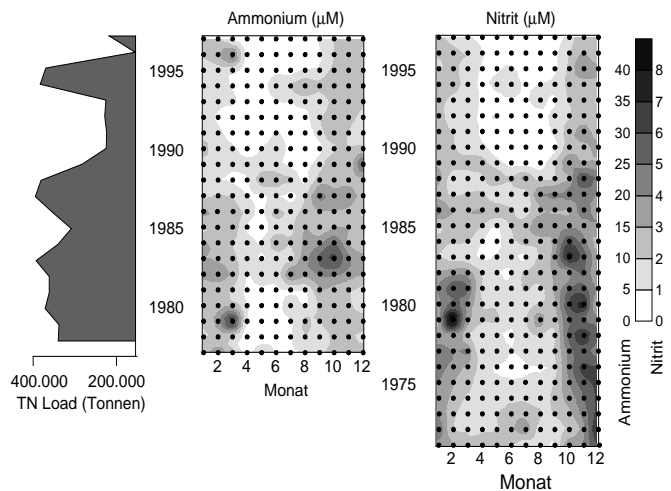 Ammonium (µM)
Nitrit (µM)
1995
1990
1985
1980
400.000 200.000
TN Load (Tonnen)
2 4 6 8 10 12
Monat
1995
1990
1985
1980
1975
2 4 6 8 10 12
Monat
40 8
35 7
30 6
25 5
20 4
15 3
10 2
5 1
0 0
Ammonium
Nitrit